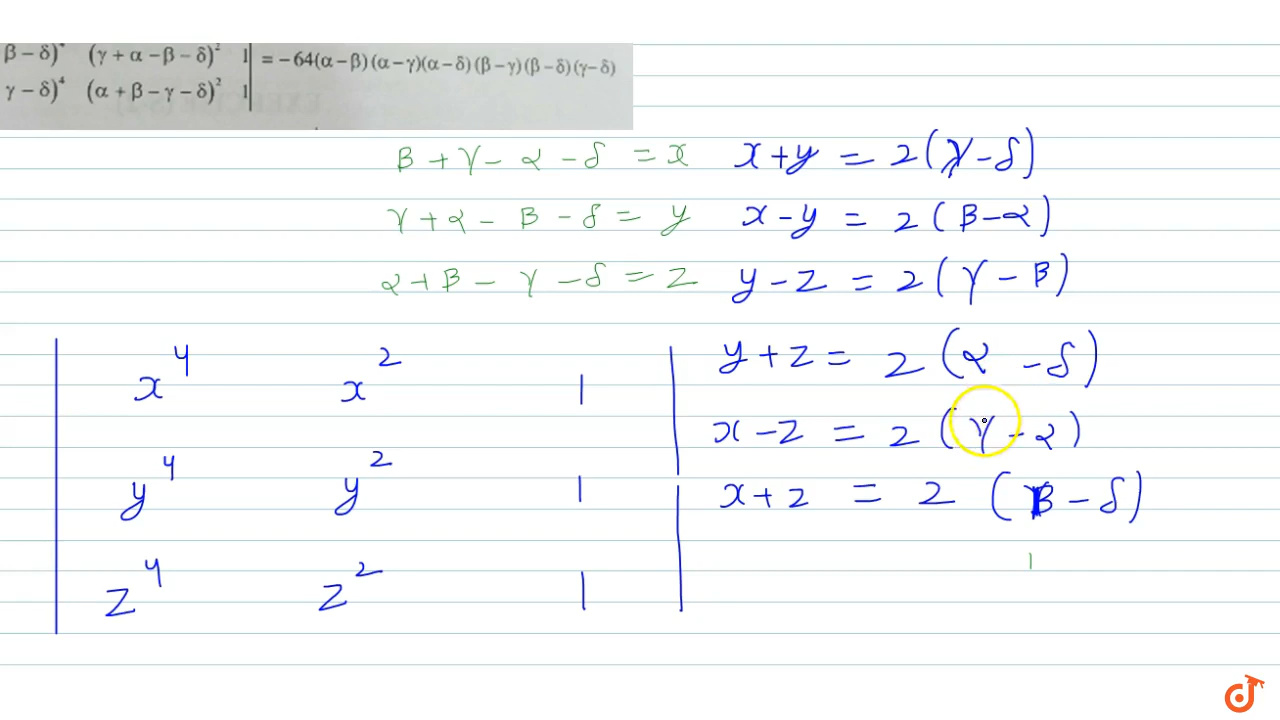 β − δ)⁴ (γ + α − β − δ)² 1 = −64(α−β)(α−γ)(α−δ)(β−γ)(β−δ)(γ−δ)
γ − δ)⁴ (α + β − γ − δ)² 1
β + γ − α − δ = x x + y = 2(γ − δ)
γ + α − β − δ = y x − y = 2(β − α)
α + β − γ − δ = z y − z = 2(γ − β)
x⁴ x² 1 y + z = 2(α − δ)
x − z = 2(γ − α)
y⁴ y² 1 x + z = 2(β − δ)
z⁴ z² 1